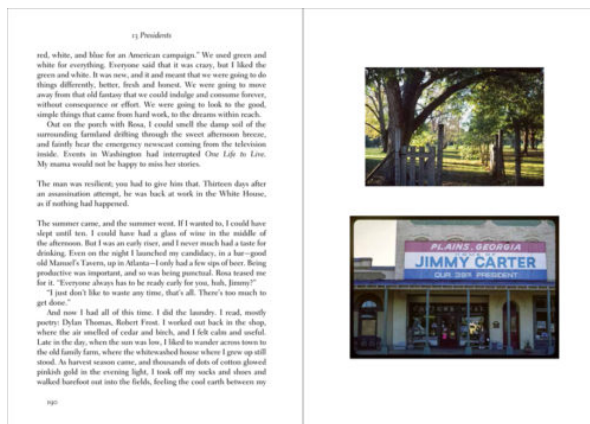 13 Presidents
red, white, and blue for an American campaign." We used green and
white for everything. Everyone said that it was crazy, but I liked the
green and white. It was new, and it and meant that we were going to do
things differently, better, fresh and honest. We were going to move
away from that old fantasy that we could indulge and consume forever,
without consequence or effort. We were going to look to the good,
simple things that came from hard work, to the dreams within reach.
Out on the porch with Rosa, I could smell the damp soil of the
surrounding farmland drifting through the sweet afternoon breeze,
and faintly hear the emergency newscast coming from the television
inside. Events in Washington had interrupted One Life to Live.
My mama would not be happy to miss her stories.
The man was resilient; you had to give him that. Thirteen days after
an assassination attempt, he was back at work in the White House,
as if nothing had happened.
The summer came, and the summer went. If I wanted to, I could have
slept until ten. I could have had a glass of wine in the middle of
the afternoon. But I was an early riser, and I never much had a taste for
drinking. Even on the night I launched my candidacy, in a bar—good
old Manuel's Tavern, up in Atlanta—I only had a few sips of beer. Being
productive was important, and so was being punctual. Rosa teased me
for it. "Everyone always has to be ready early for you, huh, Jimmy?"
"I just don't like to waste any time, that's all. There's too much to
get done."
And now I had all of this time. I did the laundry. I read, mostly
poetry: Dylan Thomas, Robert Frost. I worked out back in the shop,
where the air smelled of cedar and birch, and I felt calm and useful.
Late in the day, when the sun was low, I liked to wander across town to
the old family farm, where the whitewashed house where I grew up still
stood. As harvest season came, and thousands of dots of cotton glowed
pinkish gold in the evening light, I took off my socks and shoes and
walked barefoot out into the fields, feeling the cool earth between my
190
PLAINS, GEORGIA
JIMMY CARTER
OUR 39th PRESIDENT